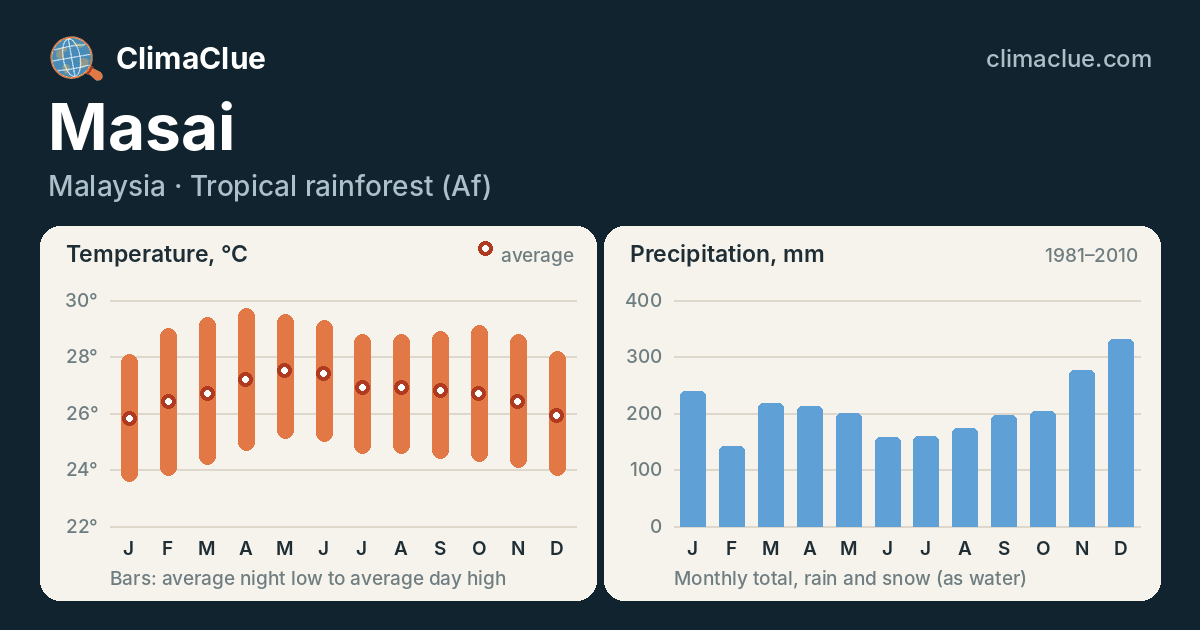 ClimaClue
climaclue.com
Masai
Malaysia · Tropical rainforest (Af)
Temperature, °C
average
30°
28°
26°
24°
22°
J F M A M J J A S O N D
Bars: average night low to average day high
Precipitation, mm
1981–2010
400
300
200
100
0
J F M A M J J A S O N D
Monthly total, rain and snow (as water)